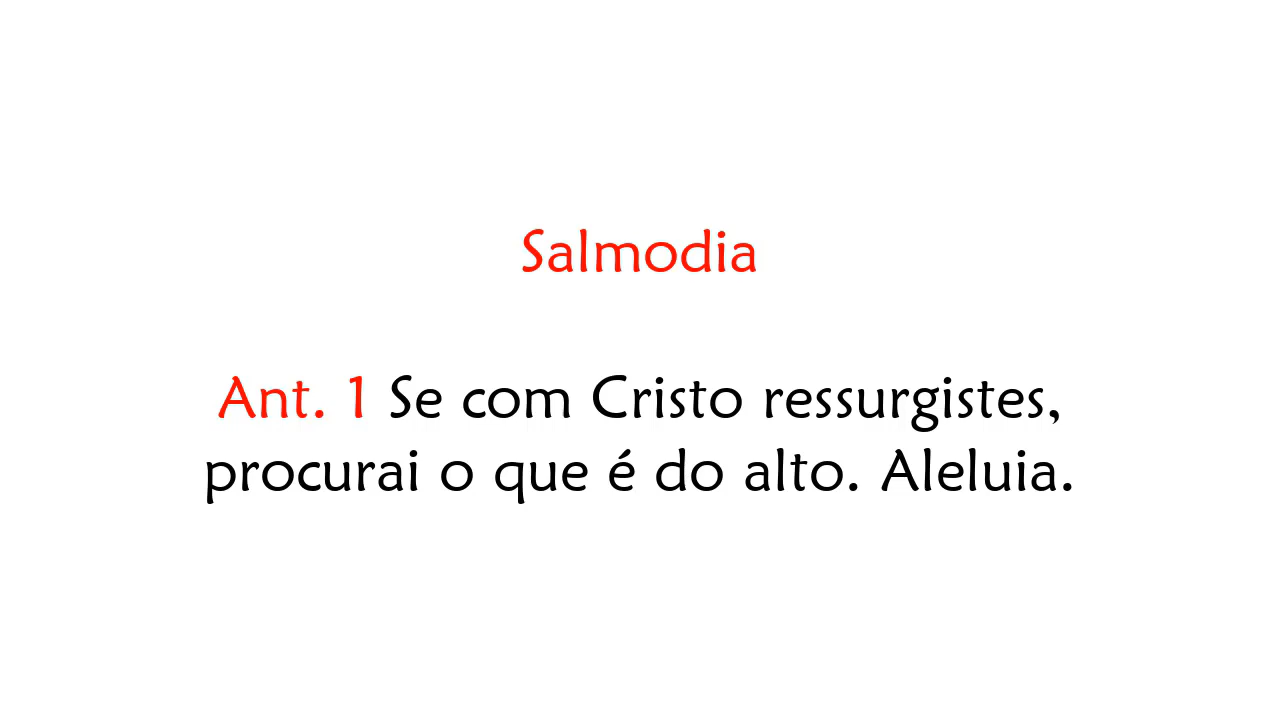 Salmodia
Ant. 1 Se com Cristo ressurgistes,
procurai o que é do alto. Aleluia.